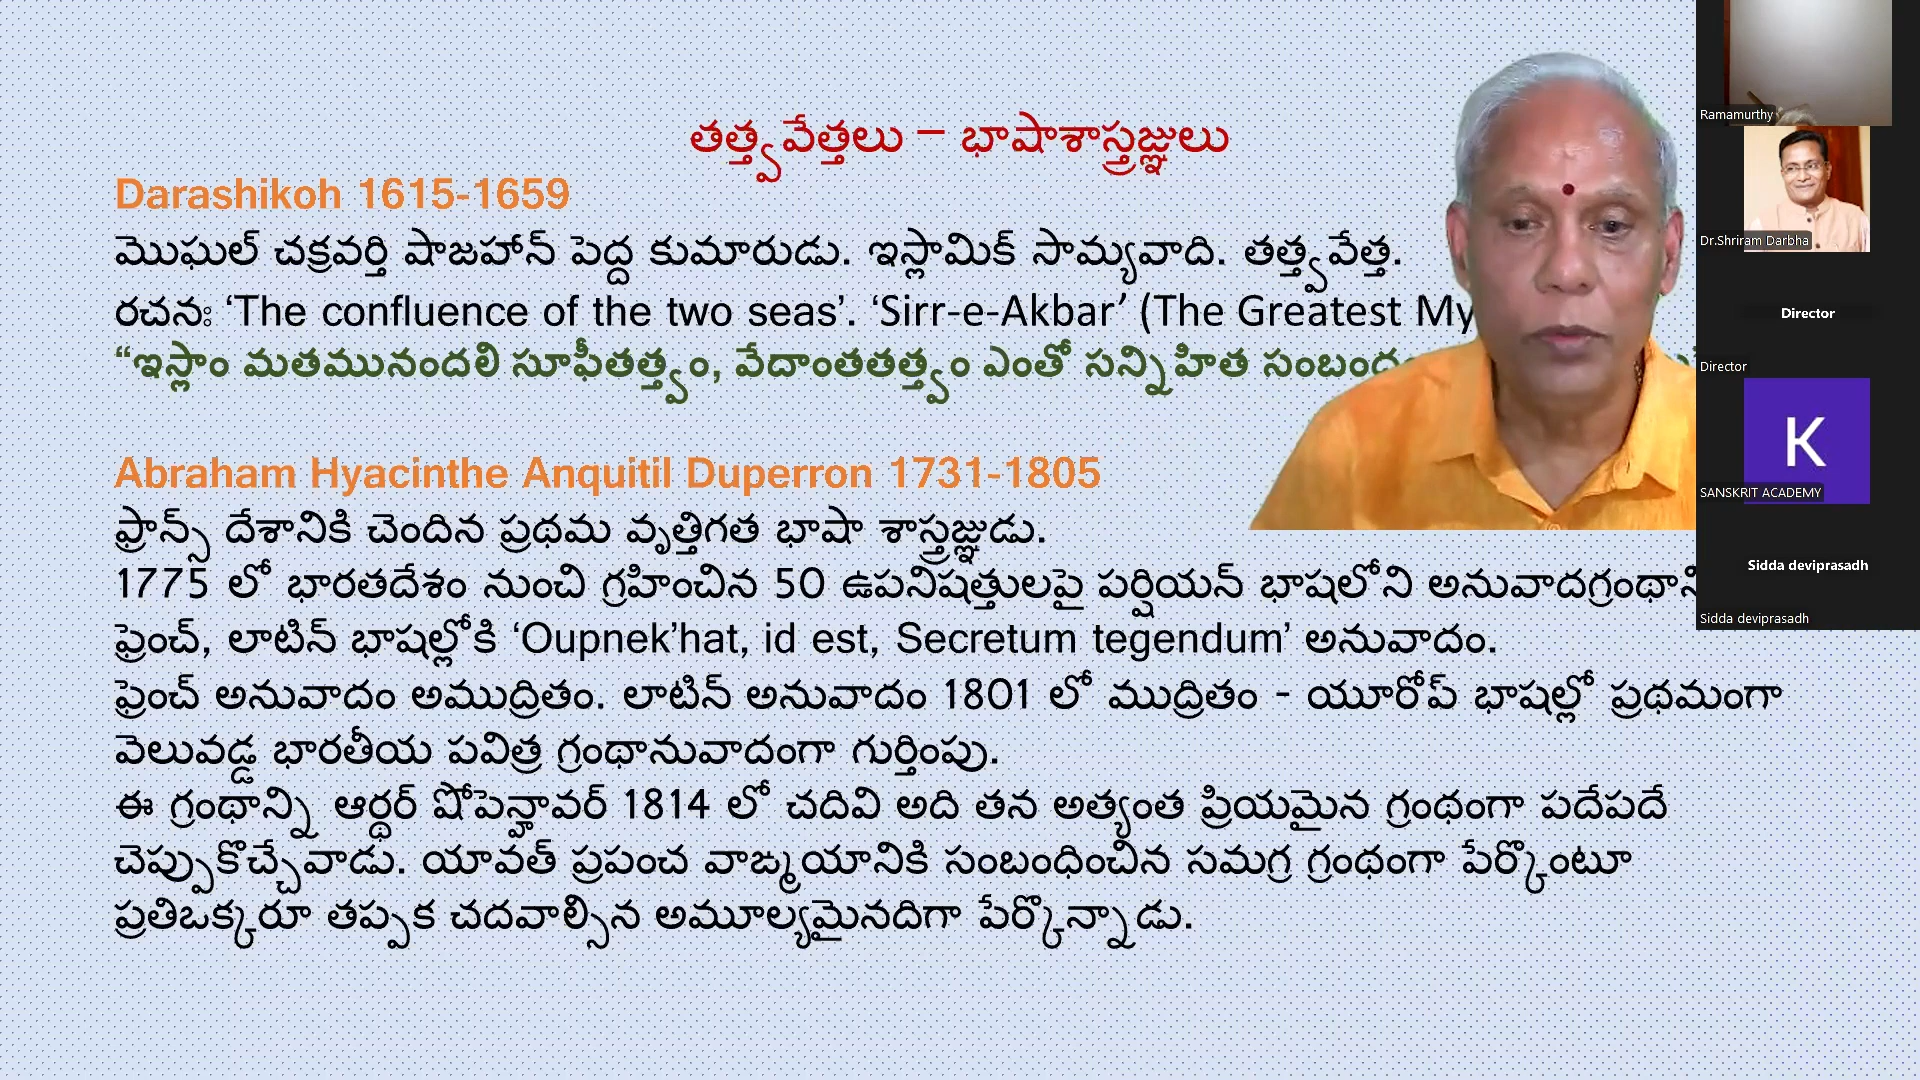 తత్త్వవేత్తలు – భాషాశాస్త్రజ్ఞులు
Darashikoh 1615-1659
మొఘల్ చక్రవర్తి షాజహాన్ పెద్ద కుమారుడు. ఇస్లామిక్ సామ్యవాది. తత్త్వవేత్త.
రచనః ‘The confluence of the two seas’. ‘Sirr-e-Akbar’ (The Greatest
“ఇస్లాం మతమునందలి సూఫీతత్త్వం, వేదాంతతత్త్వం ఎంతో సన్నిహిత
Abraham Hyacinthe Anquitil Duperron 1731-1805
ఫ్రాన్స్ దేశానికి చెందిన ప్రథమ వృత్తిగత భాషా శాస్త్రజ్ఞుడు.
1775 లో భారతదేశం నుంచి గ్రహించిన 50 ఉపనిషత్తులపై పర్షియన్ భాషలోని
ఫ్రెంచ్, లాటిన్ భాషల్లోకి ‘Oupnek’hat, id est, Secretum tegendum’ అనువాదం.
ఫ్రెంచ్ అనువాదం అముద్రితం. లాటిన్ అనువాదం 1801 లో ముద్రితం - యూరోప్ భాషల్లో ప్రథమంగా
వెలువడ్డ భారతీయ పవిత్ర గ్రంథానువాదంగా గుర్తింపు.
ఈ గ్రంథాన్ని ఆర్థర్ షోపెన్హావర్ 1814 లో చదివి అది తన అత్యంత ప్రియమైన గ్రంథంగా పదేపదే
చెప్పుకొచ్చేవాడు. యావత్ ప్రపంచ వాఙ్మయానికి సంబంధించిన సమగ్ర గ్రంథంగా పేర్కొంటూ
ప్రతిఒక్కరూ తప్పక చదవాల్సిన అమూల్యమైనదిగా పేర్కొన్నాడు.
Ramamurthy
Dr.Shriram Darbha
Director
Director
K
SANSKRIT ACADEMY
Sidda deviprasadh
Sidda deviprasadh